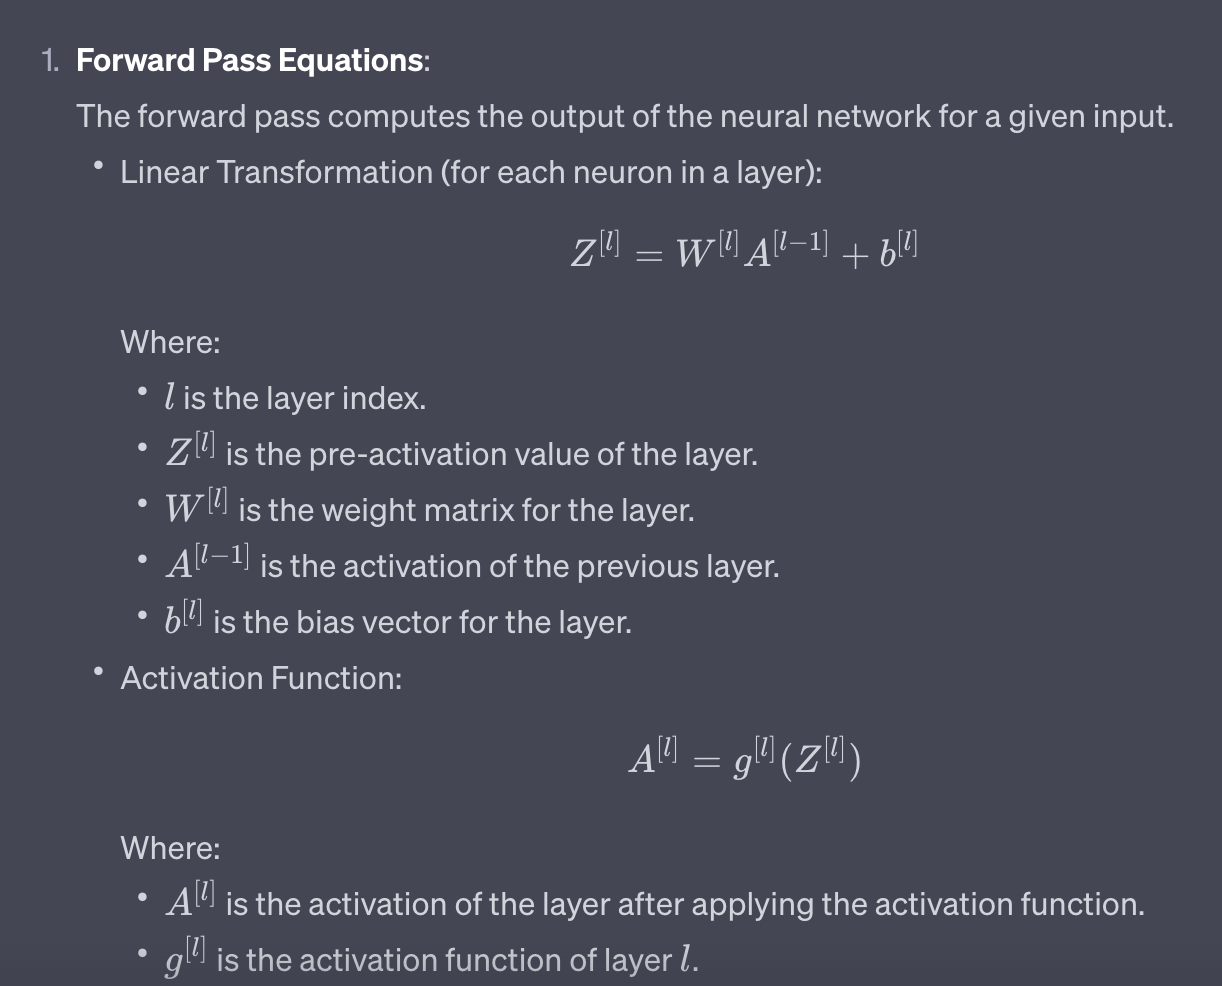 1. Forward Pass Equations:
The forward pass computes the output of the neural network for a given input.
• Linear Transformation (for each neuron in a layer):
Z^{[l]} = W^{[l]} A^{[l−1]} + b^{[l]}
Where:
• l is the layer index.
• Z^{[l]} is the pre-activation value of the layer.
• W^{[l]} is the weight matrix for the layer.
• A^{[l−1]} is the activation of the previous layer.
• b^{[l]} is the bias vector for the layer.
• Activation Function:
A^{[l]} = g^{[l]}(Z^{[l]})
Where:
• A^{[l]} is the activation of the layer after applying the activation function.
• g^{[l]} is the activation function of layer l.